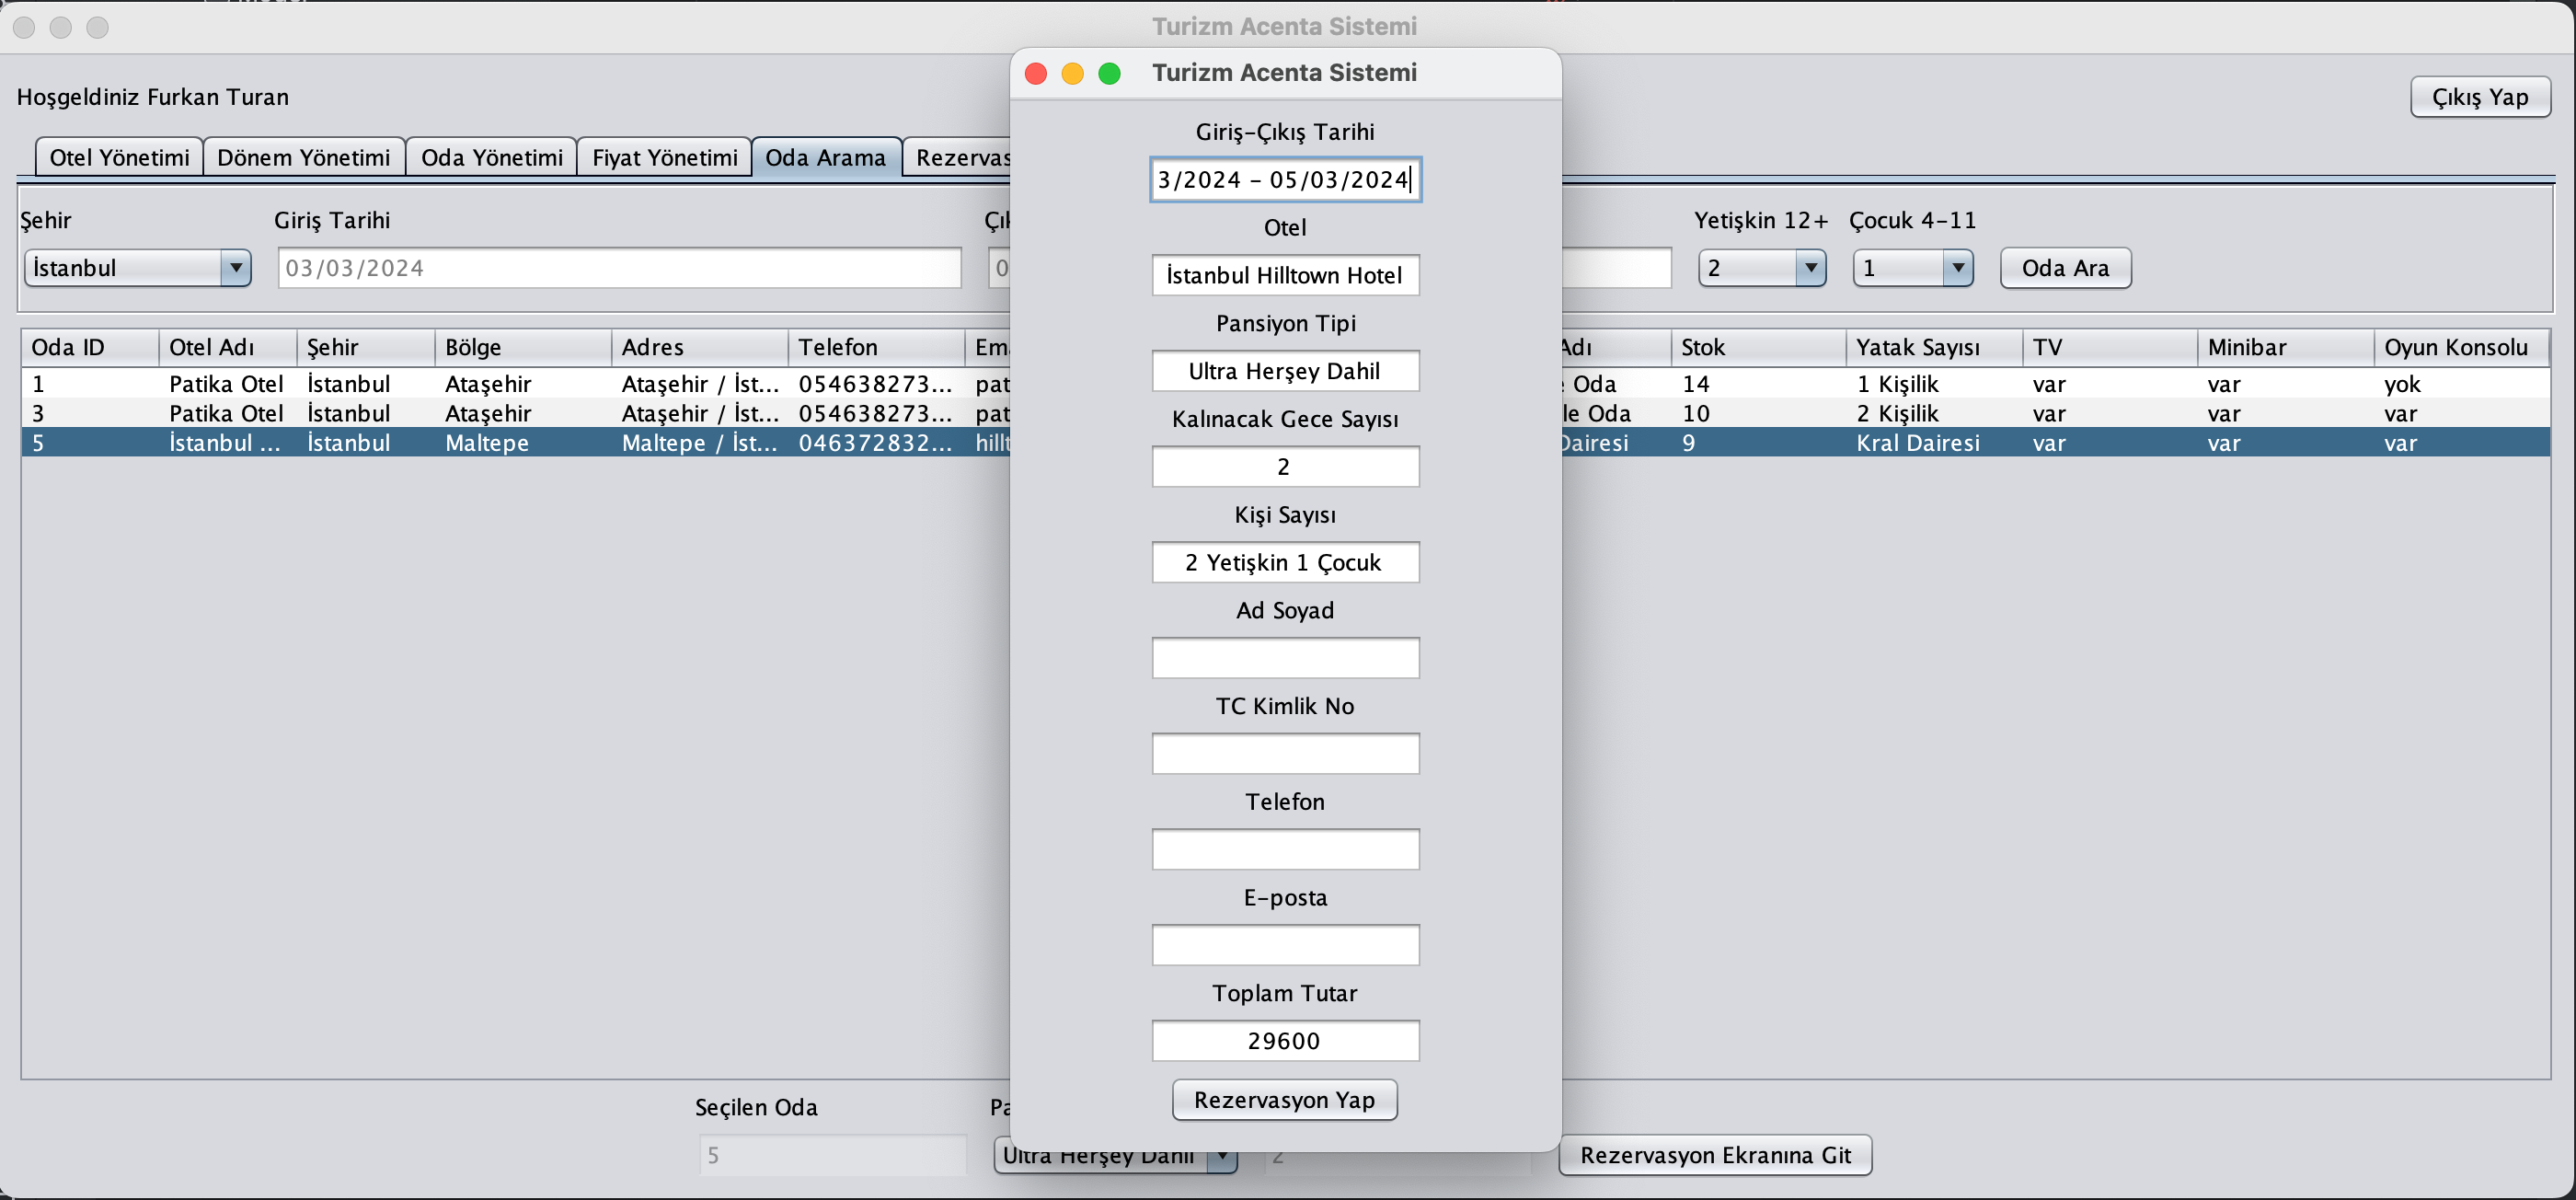 Turizm Acenta Sistemi
Hoşgeldiniz Furkan Turan
Çıkış Yap
Otel Yönetimi Dönem Yönetimi Oda Yönetimi Fiyat Yönetimi Oda Arama Rezervas
Şehir Giriş Tarihi Yetişkin 12+ Çocuk 4-11
İstanbul 03/03/2024 0 2 1 Oda Ara
Oda ID Otel Adı Şehir Bölge Adres Telefon Adı Stok Yatak Sayısı TV Minibar Oyun Konsolu
1 Patika Otel İstanbul Ataşehir Ataşehir / İst... 054638273... pat Oda 14 1 Kişilik var var yok
3 Patika Otel İstanbul Ataşehir Ataşehir / İst... 054638273... pat le Oda 10 2 Kişilik var var var
5 İstanbul ... İstanbul Maltepe Maltepe / İst... 046372832... hillt Dairesi 9 Kral Dairesi var var var
Seçilen Oda
5 Ultra Herşey Dahil 2 Rezervasyon Ekranına Git
Turizm Acenta Sistemi
Giriş-Çıkış Tarihi
3/2024 - 05/03/2024
Otel
İstanbul Hilltown Hotel
Pansiyon Tipi
Ultra Herşey Dahil
Kalınacak Gece Sayısı
2
Kişi Sayısı
2 Yetişkin 1 Çocuk
Ad Soyad
TC Kimlik No
Telefon
E-posta
Toplam Tutar
29600
Rezervasyon Yap